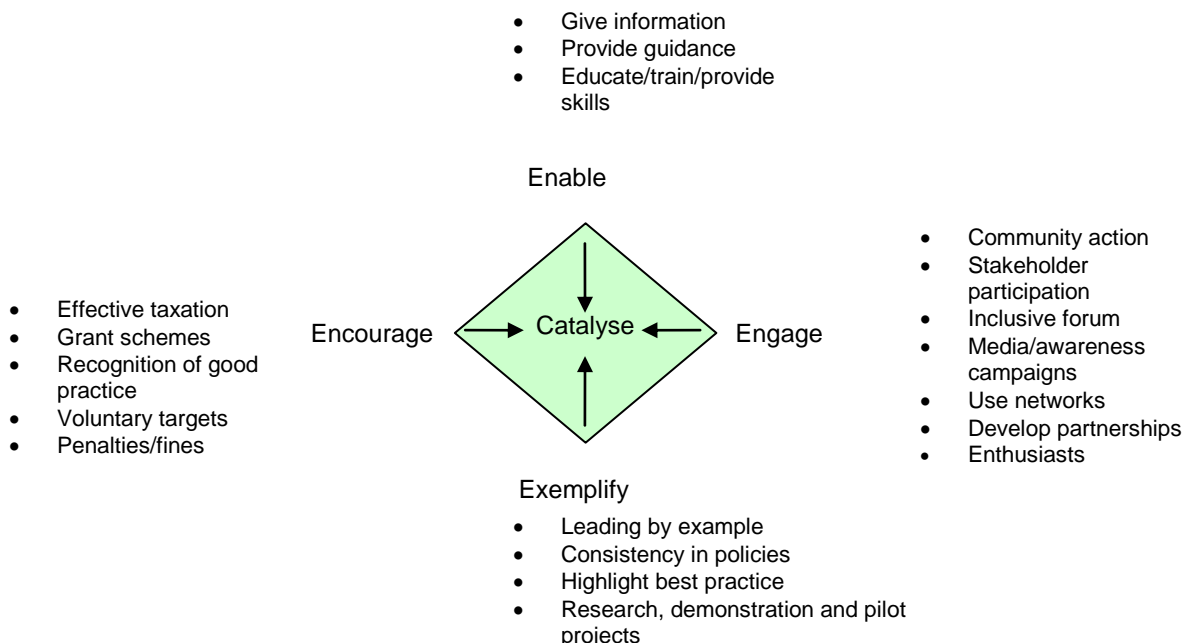 • Give information
• Provide guidance
• Educate/train/provide
skills
Enable
• Effective taxation
• Grant schemes
• Recognition of good
practice
• Voluntary targets
• Penalties/fines
Encourage
Catalyse
Engage
• Community action
• Stakeholder
participation
• Inclusive forum
• Media/awareness
campaigns
• Use networks
• Develop partnerships
• Enthusiasts
Exemplify
• Leading by example
• Consistency in policies
• Highlight best practice
• Research, demonstration and pilot
projects